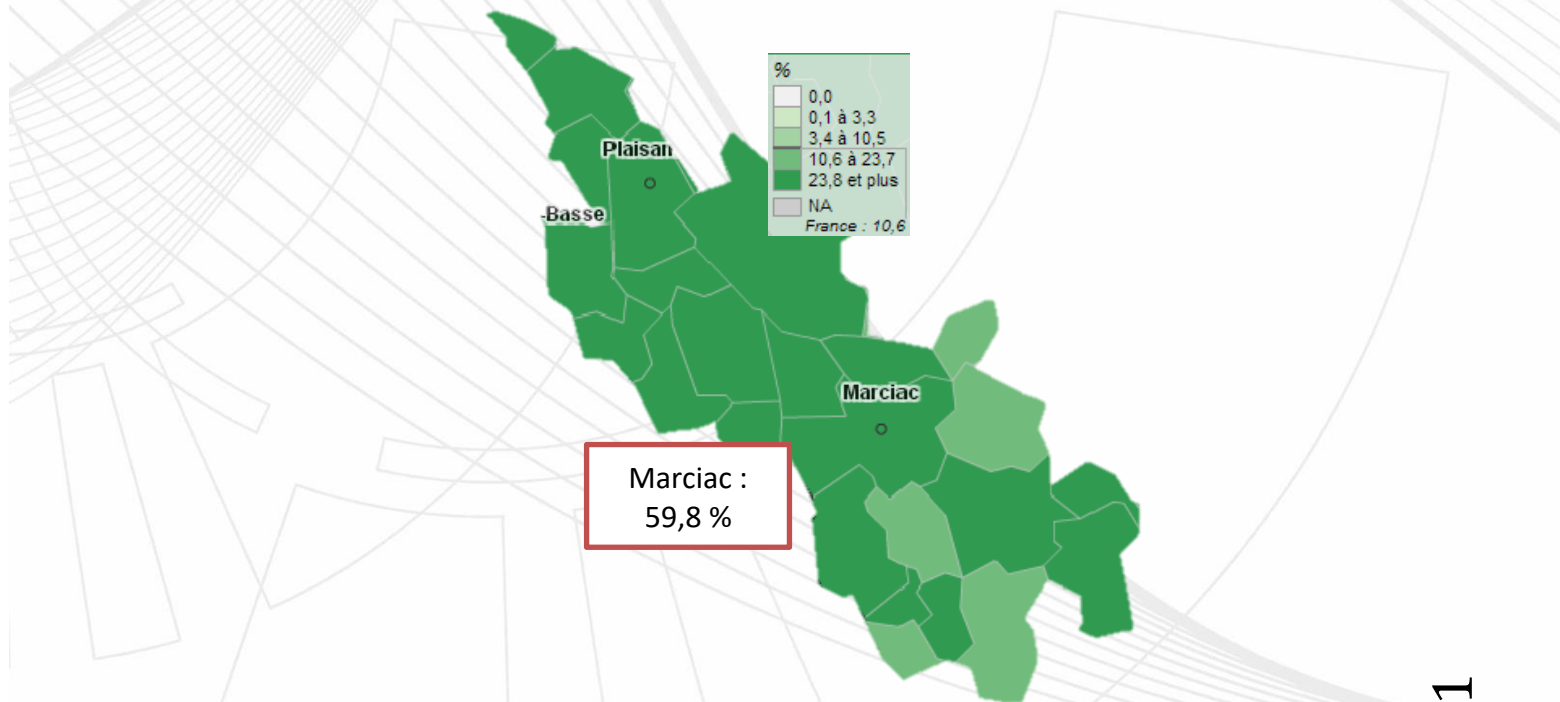 %
0,0
0,1 à 3,3
3,4 à 10,5
10,6 à 23,7
23,8 et plus
NA
France : 10,6
Plaisan
-Basse
Marciac
Marciac :
59,8 %
1